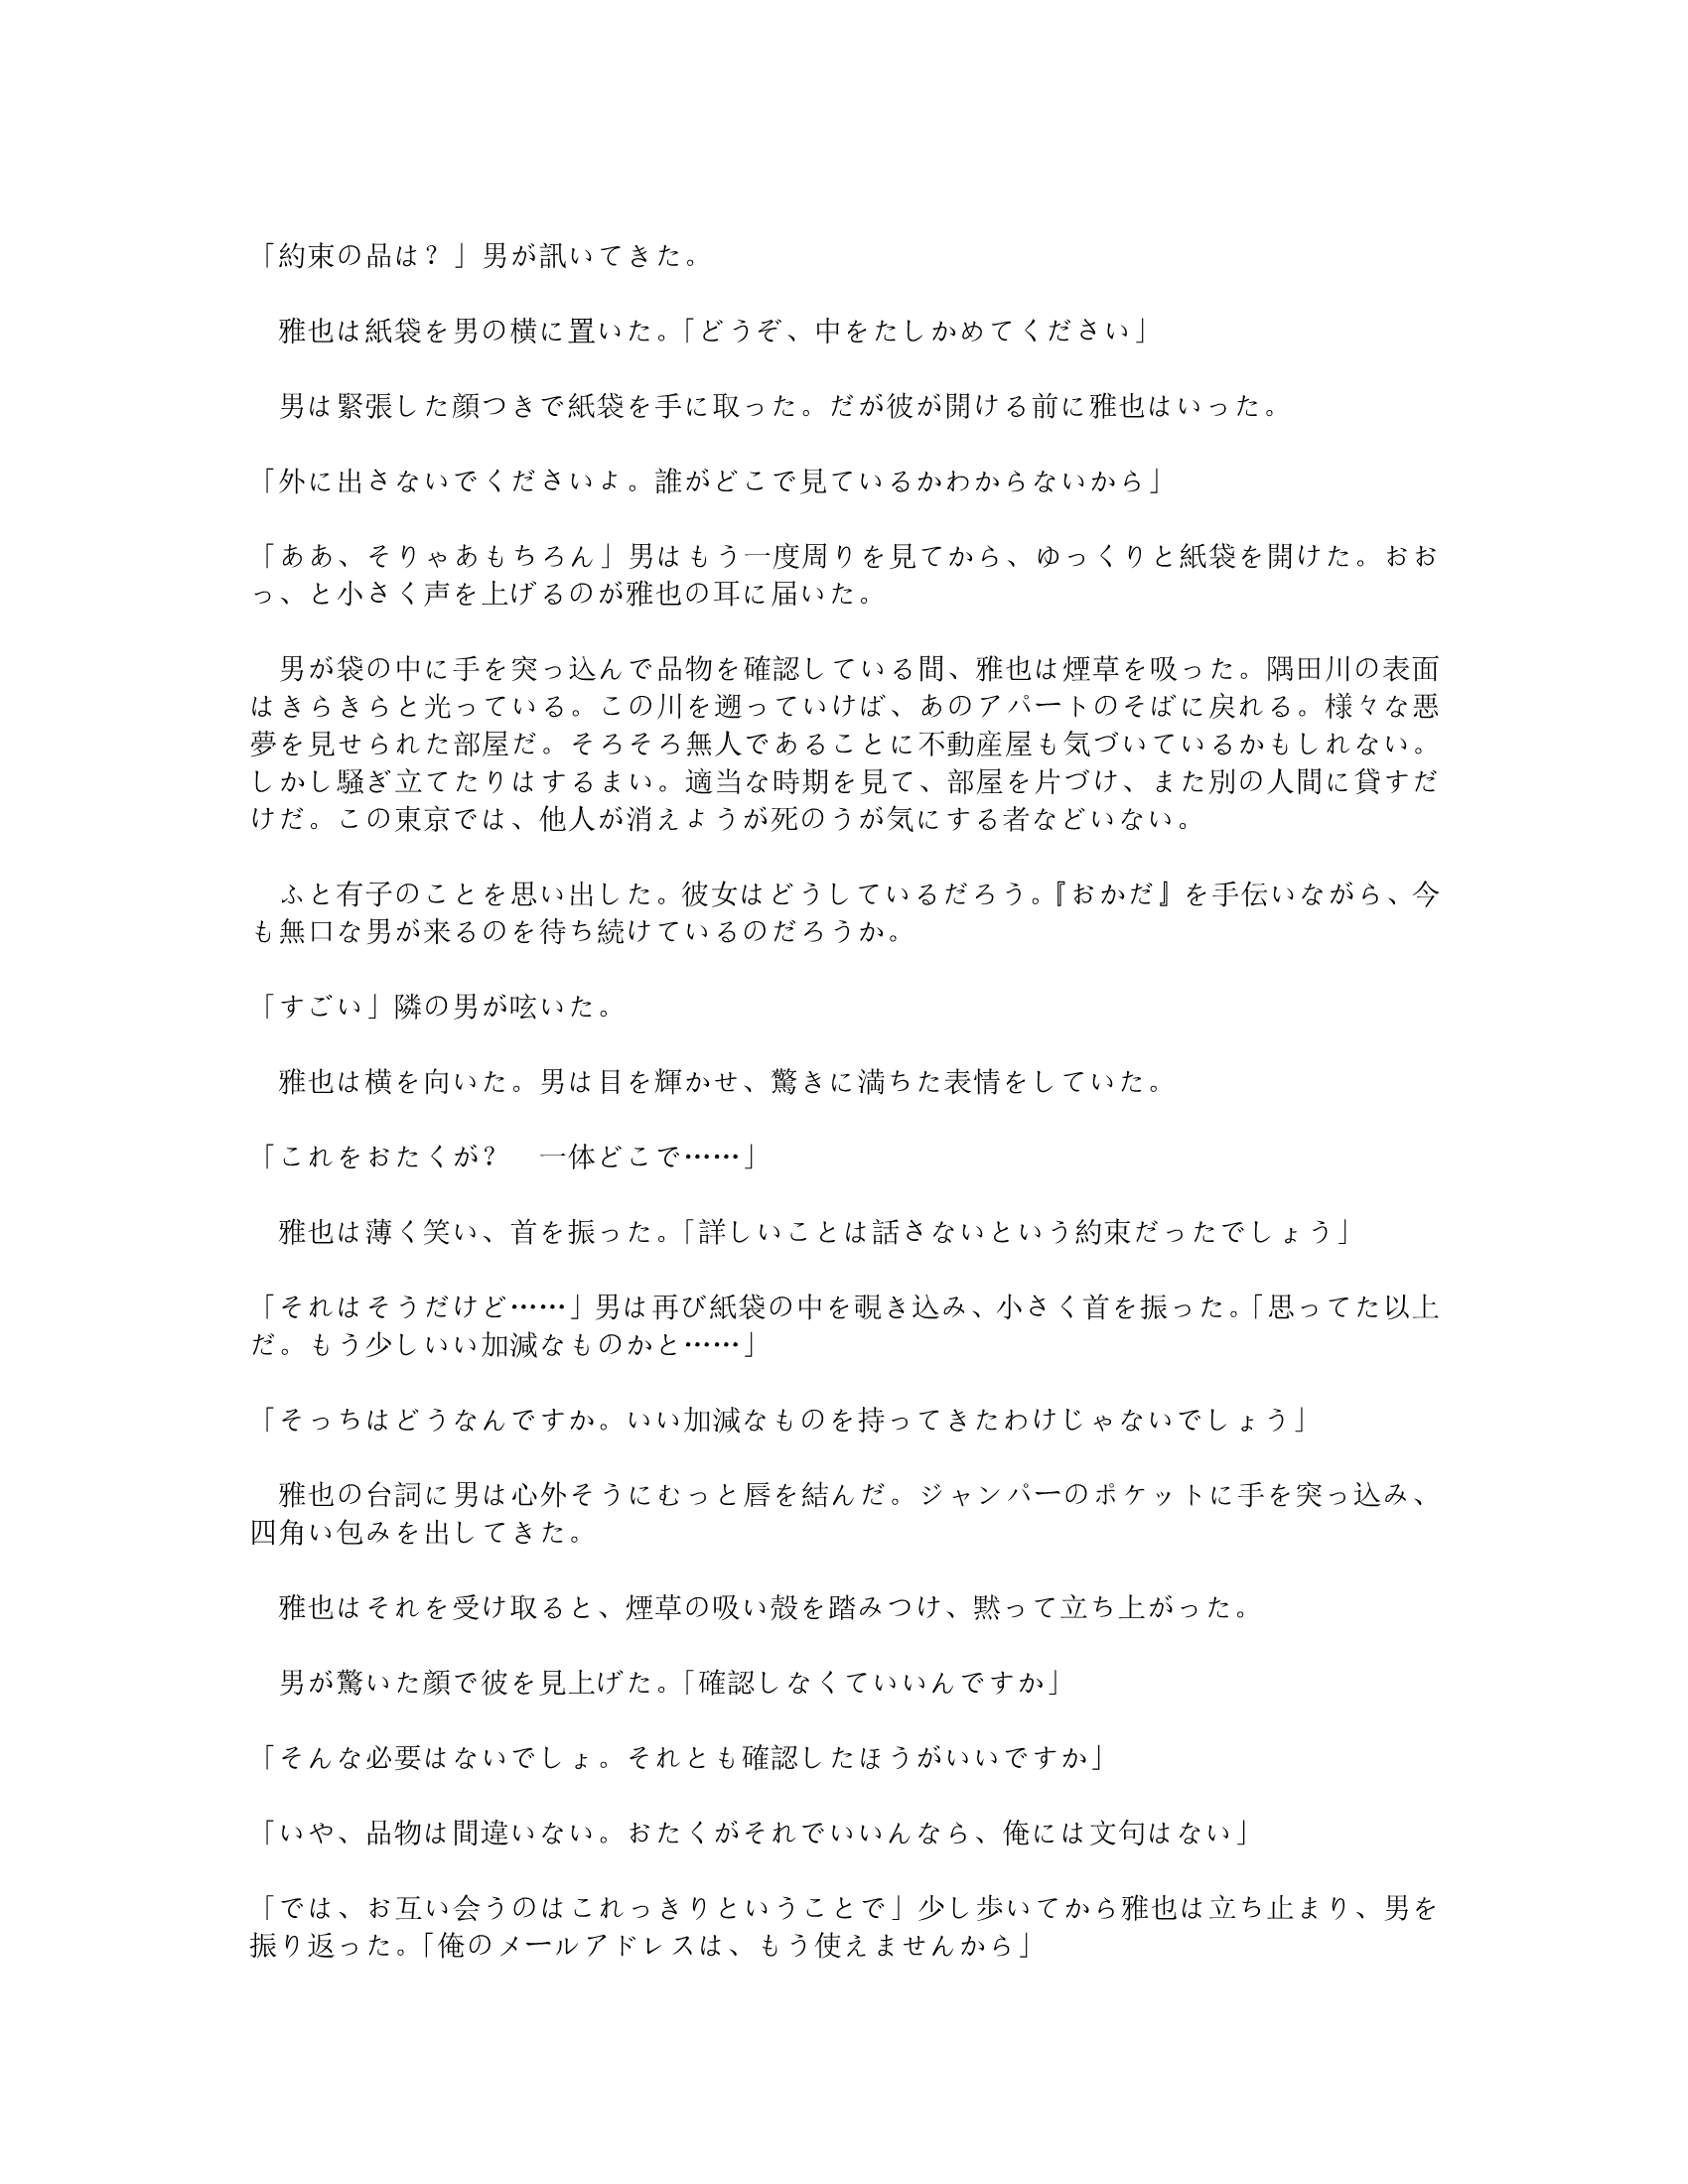 「約束の品は？」男が訊いてきた。
　雅也は紙袋を男の横に置いた。「どうぞ、中をたしかめてください」
　男は緊張した顔つきで紙袋を手に取った。だが彼が開ける前に雅也はいった。
「外に出さないでくださいよ。誰がどこで見ているかわからないから」
「ああ、そりゃあもちろん」男はもう一度周りを見てから、ゆっくりと紙袋を開けた。おお
っ、と小さく声を上げるのが雅也の耳に届いた。
　男が袋の中に手を突っ込んで品物を確認している間、雅也は煙草を吸った。隅田川の表面
はきらきらと光っている。この川を遡っていけば、あのアパートのそばに戻れる。様々な悪
夢を見せられた部屋だ。そろそろ無人であることに不動産屋も気づいているかもしれない。
しかし騒ぎ立てたりはするまい。適当な時期を見て、部屋を片づけ、また別の人間に貸すだ
けだ。この東京では、他人が消えようが死のうが気にする者などいない。
　ふと有子のことを思い出した。彼女はどうしているだろう。『おかだ』を手伝いながら、今
も無口な男が来るのを待ち続けているのだろうか。
「すごい」隣の男が呟いた。
　雅也は横を向いた。男は目を輝かせ、驚きに満ちた表情をしていた。
「これをおたくが？　一体どこで……」
　雅也は薄く笑い、首を振った。「詳しいことは話さないという約束だったでしょう」
「それはそうだけど……」男は再び紙袋の中を覗き込み、小さく首を振った。「思ってた以上
だ。もう少しいい加減なものかと……」
「そっちはどうなんですか。いい加減なものを持ってきたわけじゃないでしょう」
　雅也の台詞に男は心外そうにむっと唇を結んだ。ジャンパーのポケットに手を突っ込み、
四角い包みを出してきた。
　雅也はそれを受け取ると、煙草の吸い殻を踏みつけ、黙って立ち上がった。
　男が驚いた顔で彼を見上げた。「確認しなくていいんですか」
「そんな必要はないでしょ。それとも確認したほうがいいですか」
「いや、品物は間違いない。おたくがそれでいいんなら、俺には文句はない」
「では、お互い会うのはこれっきりということで」少し歩いてから雅也は立ち止まり、男を
振り返った。「俺のメールアドレスは、もう使えませんから」